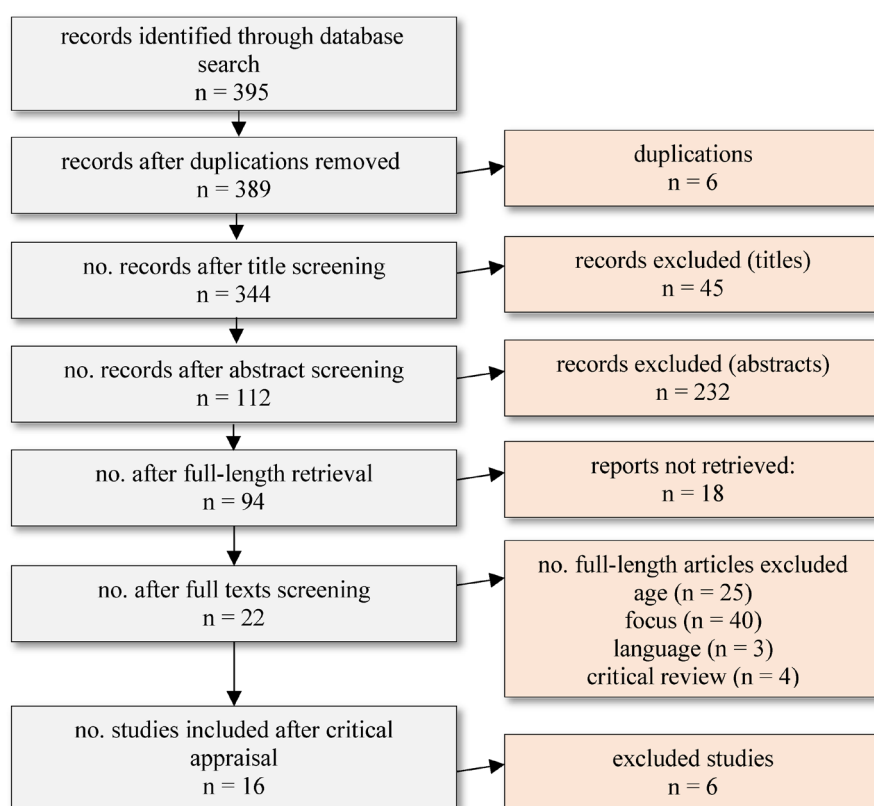 records identified through database
search
n = 395
records after duplications removed
n = 389
duplications
n = 6
no. records after title screening
n = 344
records excluded (titles)
n = 45
no. records after abstract screening
n = 112
records excluded (abstracts)
n = 232
no. after full-length retrieval
n = 94
reports not retrieved:
n = 18
no. after full texts screening
n = 22
no. full-length articles excluded
age (n = 25)
focus (n = 40)
language (n = 3)
critical review (n = 4)
no. studies included after critical
appraisal
n = 16
excluded studies
n = 6